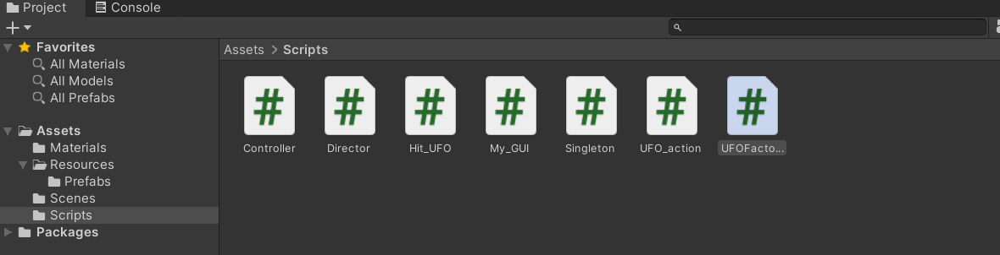 Project Console
Favorites
All Materials
All Models
All Prefabs
Assets
Materials
Resources
Prefabs
Scenes
Scripts
Packages
Assets > Scripts
# # # # # # #
Controller Director Hit_UFO My_GUI Singleton UFO_action UFOFacto...